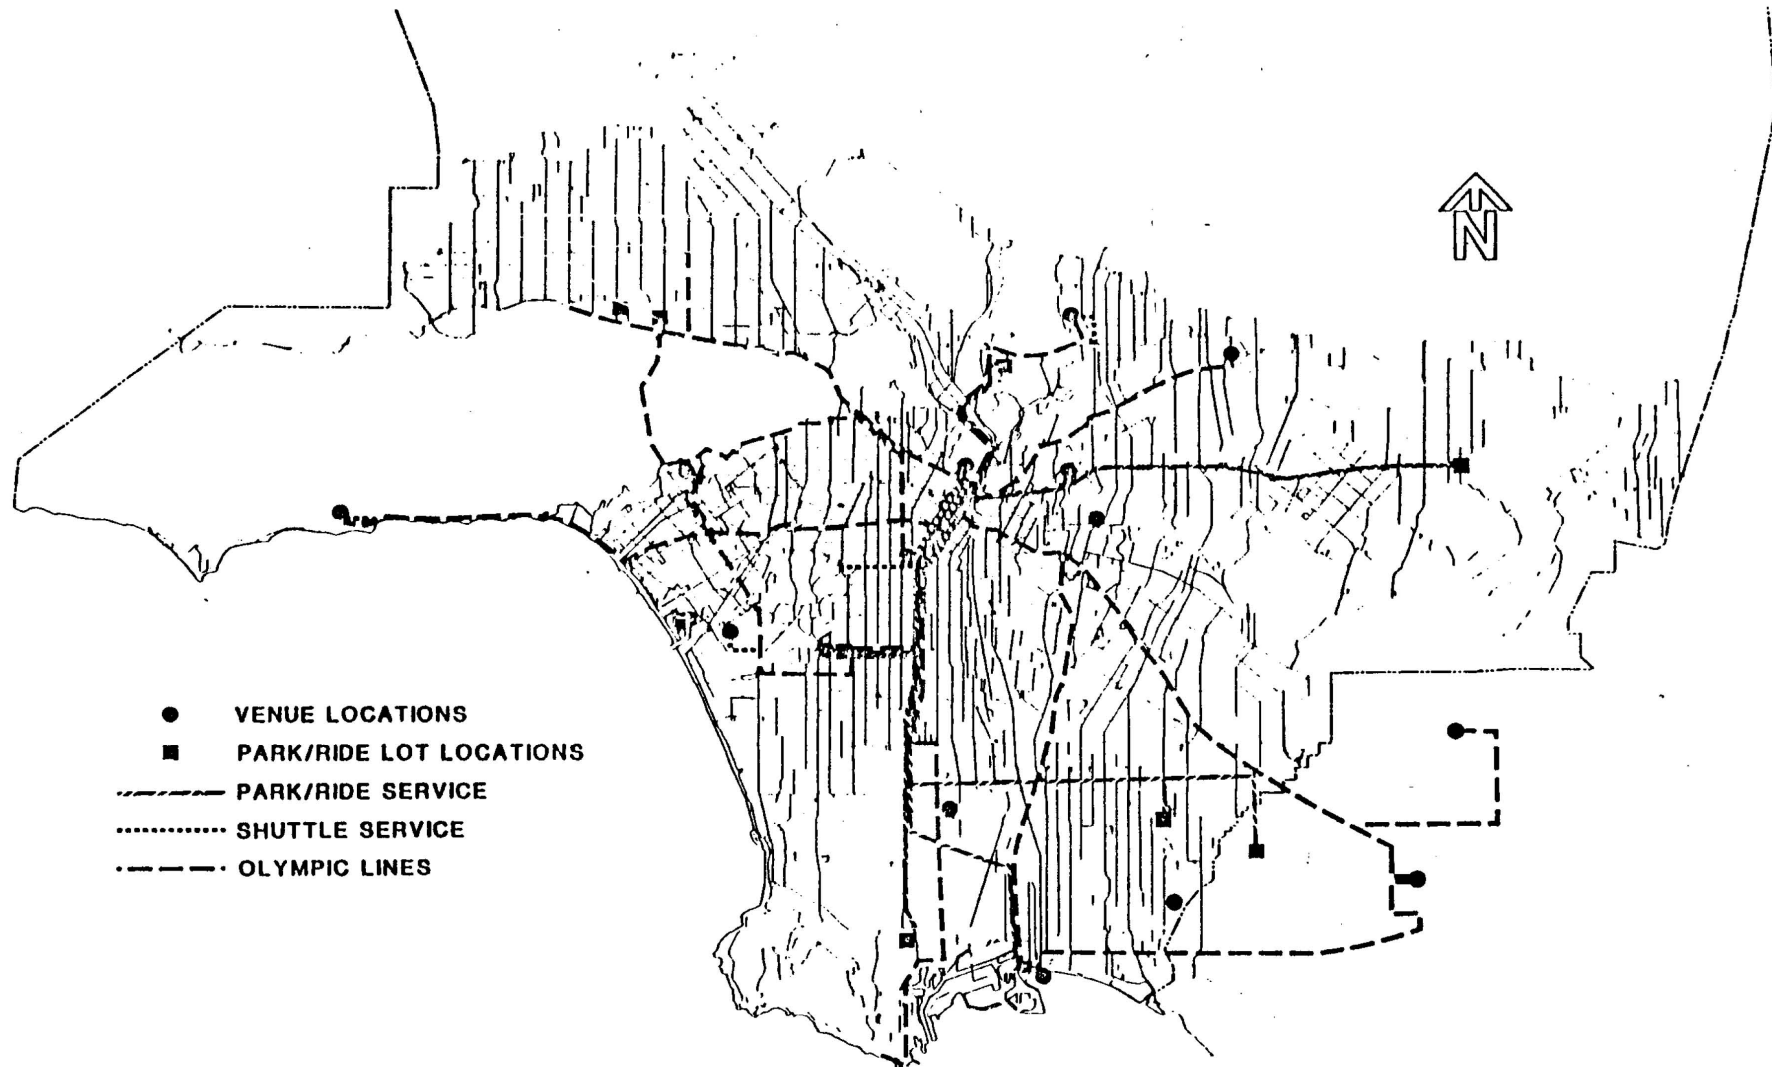 N
VENUE LOCATIONS
PARK/RIDE LOT LOCATIONS
PARK/RIDE SERVICE
SHUTTLE SERVICE
OLYMPIC LINES